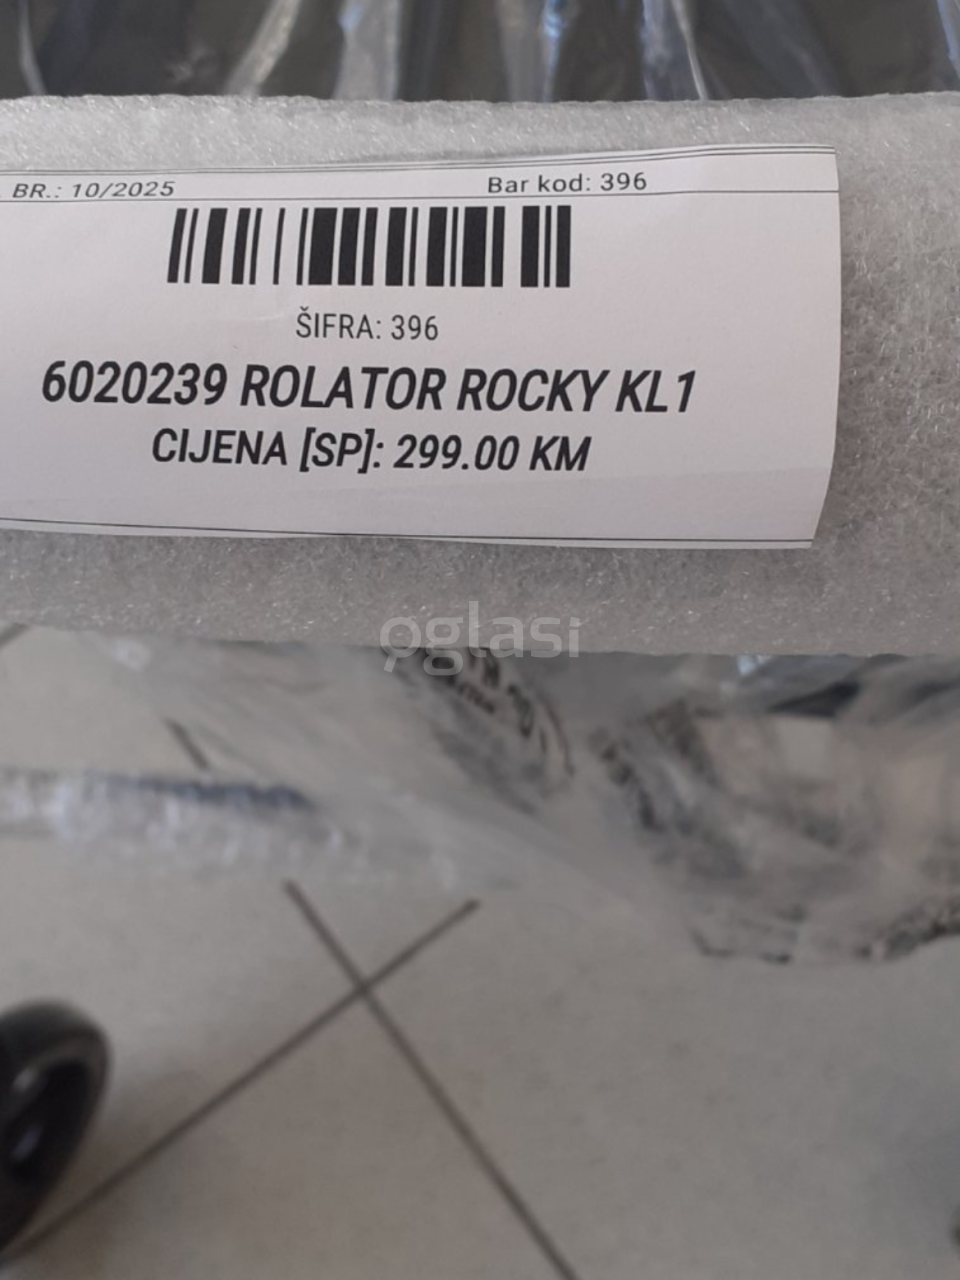 . BR.: 10/2025
Bar kod: 396
ŠIFRA: 396
6020239 ROLATOR ROCKY KL1
CIJENA [SP]: 299.00 KM
oglasi